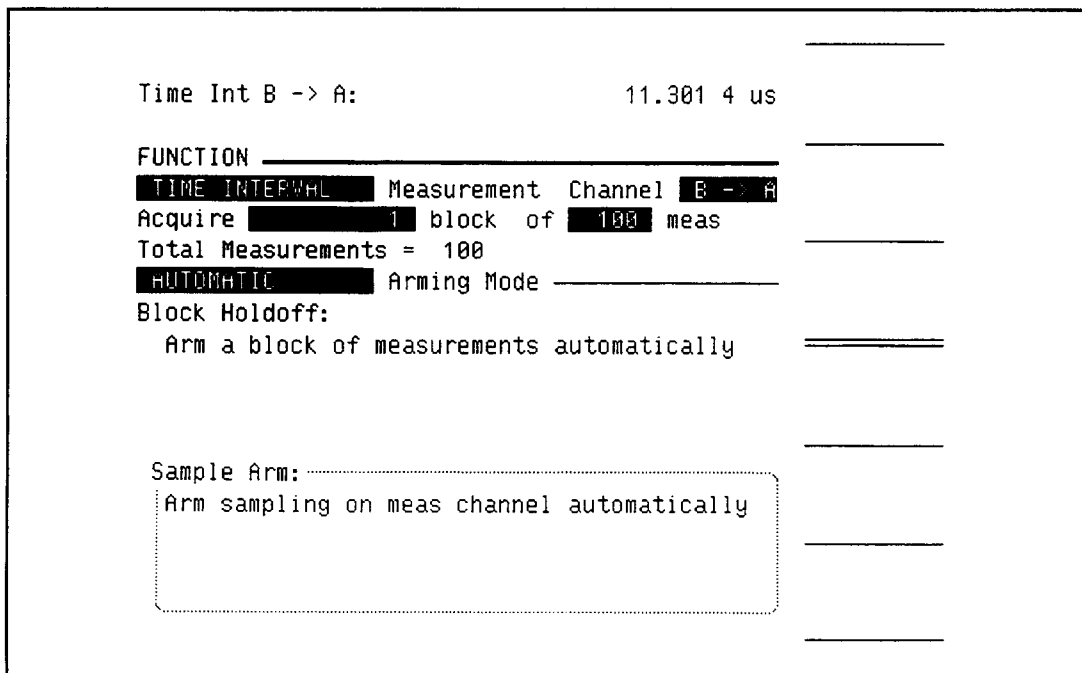 Time Int B -> A: 11.301 4 us
FUNCTION
TIME INTERVAL Measurement Channel B -> A
Acquire 1 block of 100 meas
Total Measurements = 100
AUTOMATIC Arming Mode
Block Holdoff:
Arm a block of measurements automatically
Sample Arm:
Arm sampling on meas channel automatically